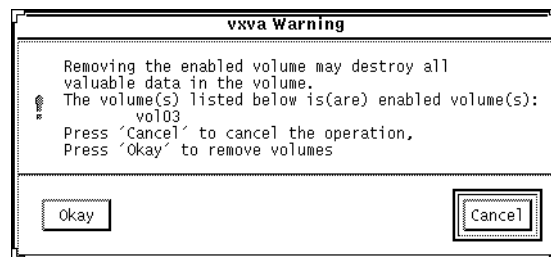 vxva Warning
Removing the enabled volume may destroy all
valuable data in the volume.
The volume(s) listed below is(are) enabled volume(s):
vol03
Press ´Cancel´ to cancel the operation,
Press ´Okay´ to remove volumes
Okay
Cancel